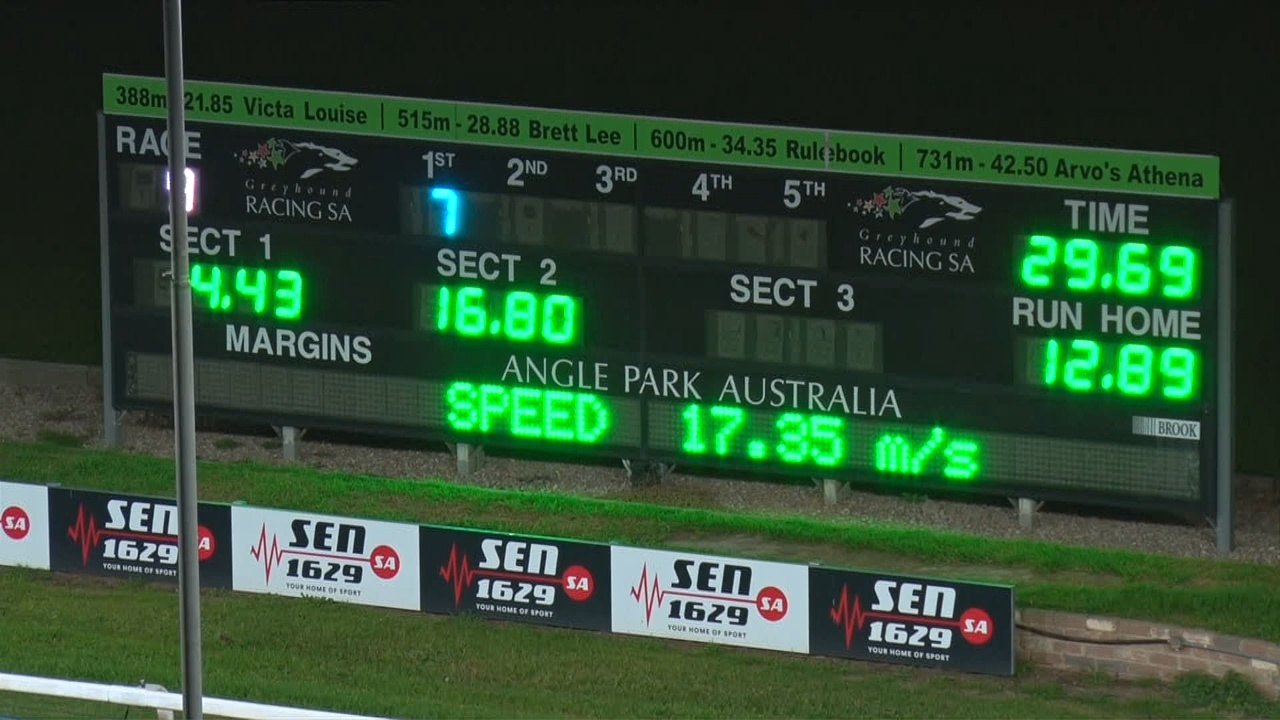 388m 21.85 Victa Louise | 515m - 28.88 Brett Lee | 600m - 34.35 Rulebook | 731m - 42.50 Arvo's Athena
RACE
1ST 2ND 3RD 4TH 5TH
7
Greyhound
RACING SA
Greyhound
RACING SA
TIME
29.69
SECT 1
4.43
SECT 2
16.80
SECT 3
RUN HOME
12.89
MARGINS
ANGLE PARK AUSTRALIA
SPEED 17.35 m/s
BROOK
SA
SEN
1629
SEN
1629 SA
YOUR HOME OF SPORT
SEN
1629 SA
YOUR HOME OF SPORT
SEN
1629 SA
YOUR HOME OF SPORT
SEN
1629 SA
YOUR HOME OF SPORT